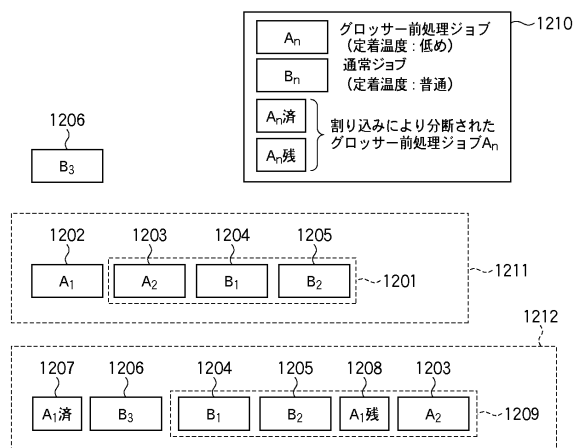 1210
An グロッサー前処理ジョブ
(定着温度:低め)
Bn 通常ジョブ
(定着温度:普通)
An済
An残
割り込みにより分断された
グロッサー前処理ジョブAn
1206
B3
1202 1203 1204 1205
A1 A2 B1 B2
1201
1211
1212
1207 1206 1204 1205 1208 1203
A1済 B3 B1 B2 A1残 A2
1209